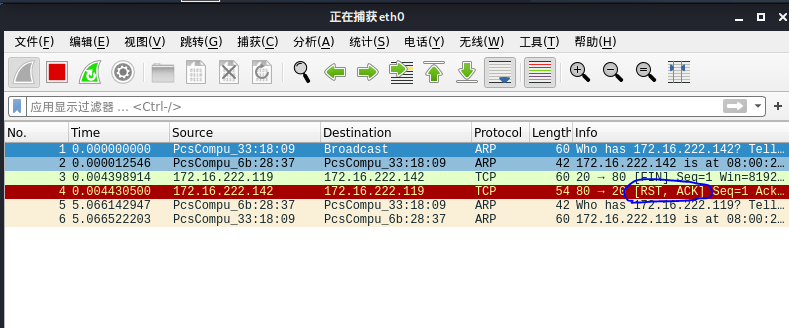 正在捕获eth0
文件(F) 编辑(E) 视图(V) 跳转(G) 捕获(C) 分析(A) 统计(S) 电话(Y) 无线(W) 工具(T) 帮助(H)
应用显示过滤器 … <Ctrl-/>
No. Time Source Destination Protocol Length Info
1 0.000000000 PcsCompu_33:18:09 Broadcast ARP 60 Who has 172.16.222.142? Tell…
2 0.000012546 PcsCompu_6b:28:37 PcsCompu_33:18:09 ARP 42 172.16.222.142 is at 08:00:2…
3 0.004398914 172.16.222.119 172.16.222.142 TCP 60 20 → 80 [FIN] Seq=1 Win=8192…
4 0.004430500 172.16.222.142 172.16.222.119 TCP 54 80 → 20 [RST, ACK] Seq=1 Ack…
5 5.066142947 PcsCompu_6b:28:37 PcsCompu_33:18:09 ARP 42 Who has 172.16.222.119? Tell…
6 5.066522203 PcsCompu_33:18:09 PcsCompu_6b:28:37 ARP 60 172.16.222.119 is at 08:00:2…